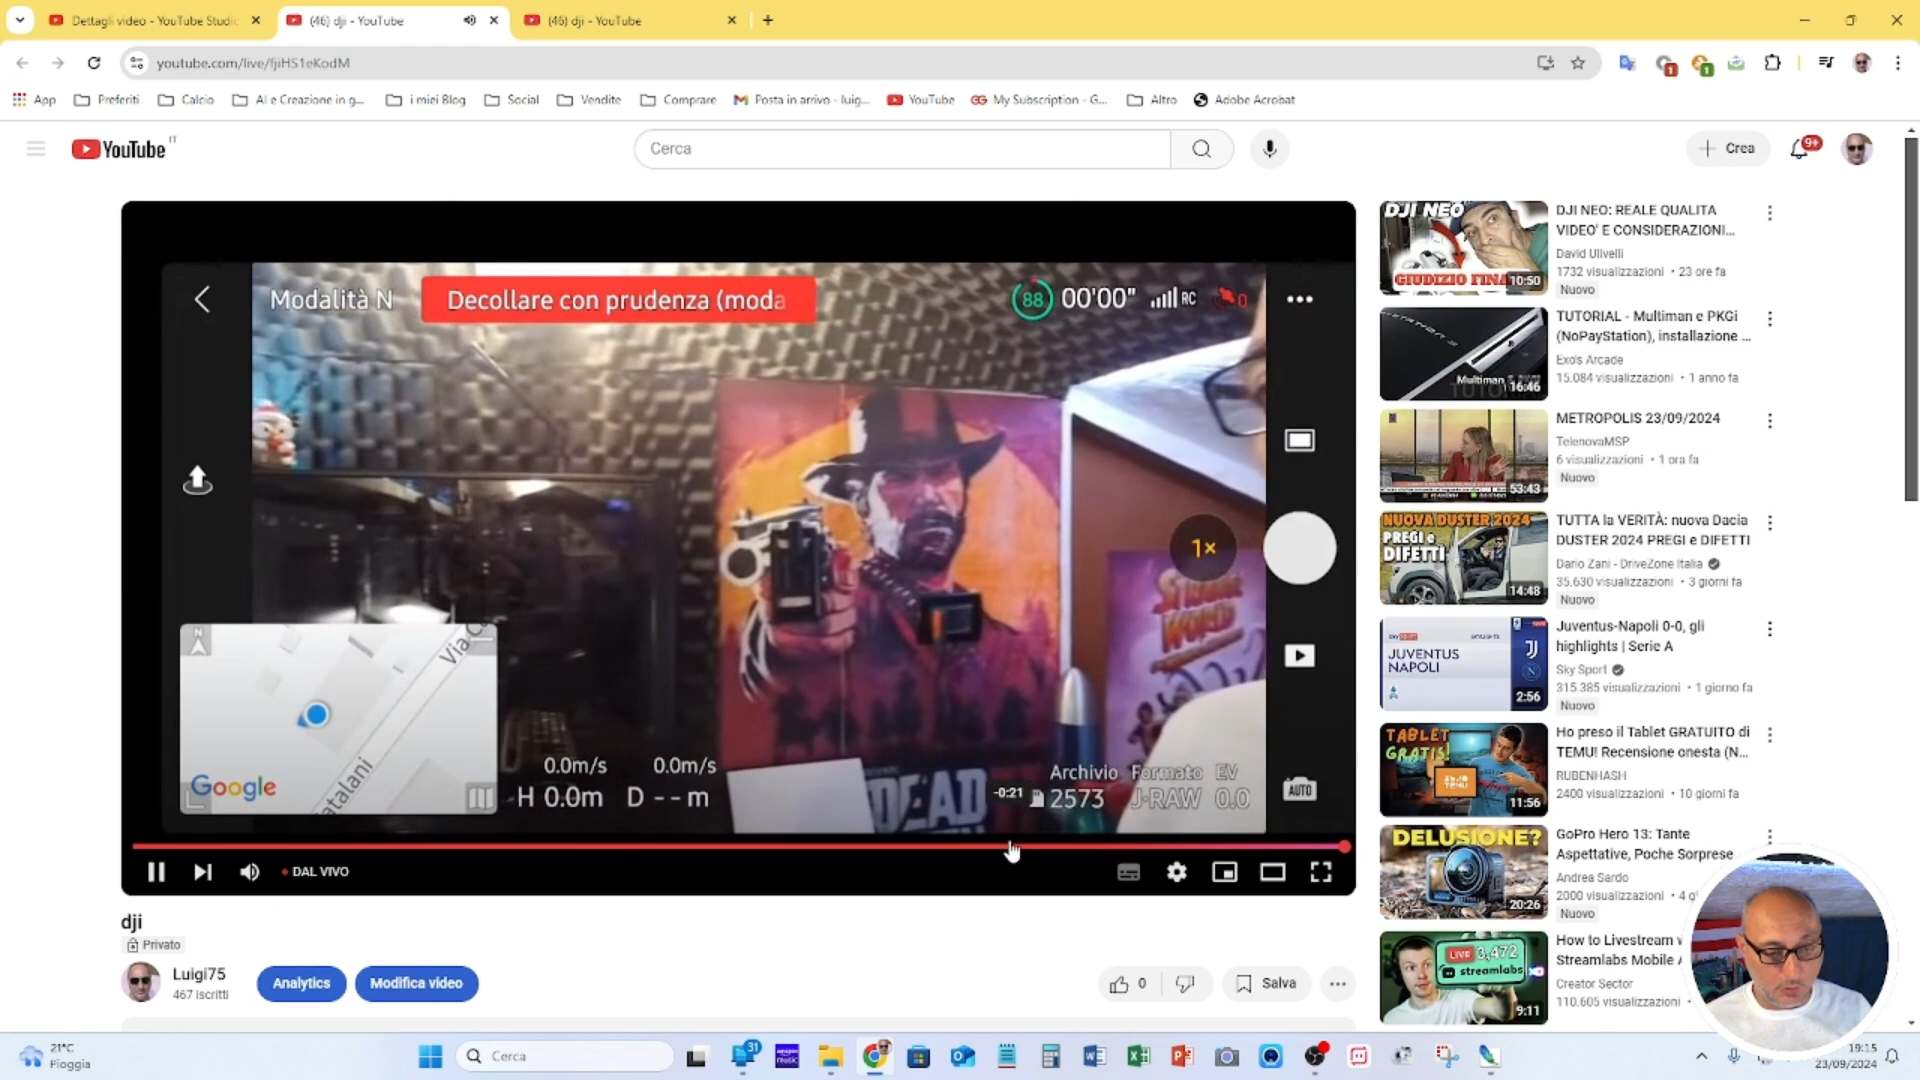 Dettagli video - YouTube Studio
(46) dji - YouTube
(46) dji - YouTube
youtube.com/live/fjiHS1eKodM
App
Preferiti
Calcio
AI e Creazione in g...
i miei Blog
Social
Vendite
Comprare
Posta in arrivo - luig...
YouTube
My Subscription - G...
Altro
Adobe Acrobat
YouTube IT
Cerca
Crea
9+
Modalità N
Decollare con prudenza (moda
88
00'00"
RC
0
1×
N
Via Ca
atalani
Google
0.0m/s
0.0m/s
H 0.0m
D -- m
Archivio
Formato
EV
2573
J-RAW
0.0
-0:21
AUTO
DEAD
DAL VIVO
dji
Privato
Luigi75
467 iscritti
Analytics
Modifica video
0
Salva
DJI NEO
GIUDIZIO FINA
10:50
DJI NEO: REALE QUALITA
VIDEO' E CONSIDERAZIONI...
David Ulivelli
1732 visualizzazioni • 23 ore fa
Nuovo
Multiman
16:46
TUTORIAL - Multiman e PKGi
(NoPayStation), installazione ...
Exo's Arcade
15.084 visualizzazioni • 1 anno fa
53:43
METROPOLIS 23/09/2024
TelenovaMSP
6 visualizzazioni • 1 ora fa
Nuovo
NUOVA DUSTER 2024
PREGI e
DIFETTI
14:48
TUTTA la VERITÀ: nuova Dacia
DUSTER 2024 PREGI e DIFETTI
Dario Zani - DriveZone Italia
35.630 visualizzazioni • 3 giorni fa
Nuovo
JUVENTUS
NAPOLI
2:56
Juventus-Napoli 0-0, gli
highlights | Serie A
Sky Sport
315.385 visualizzazioni • 1 giorno fa
Nuovo
TABLET
GRATIS!
TEMU
11:56
Ho preso il Tablet GRATUITO di
TEMU! Recensione onesta (N...
RUBENHASH
2400 visualizzazioni • 10 giorni fa
DELUSIONE?
20:26
GoPro Hero 13: Tante
Aspettative, Poche Sorprese
Andrea Sardo
2000 visualizzazioni • 4 gi
Nuovo
LIVE 3,472
streamlabs
9:11
How to Livestream
Streamlabs Mobile
Creator Sector
110.605 visualizzazioni
21°C
Pioggia
Cerca
31
19:15
23/09/2024